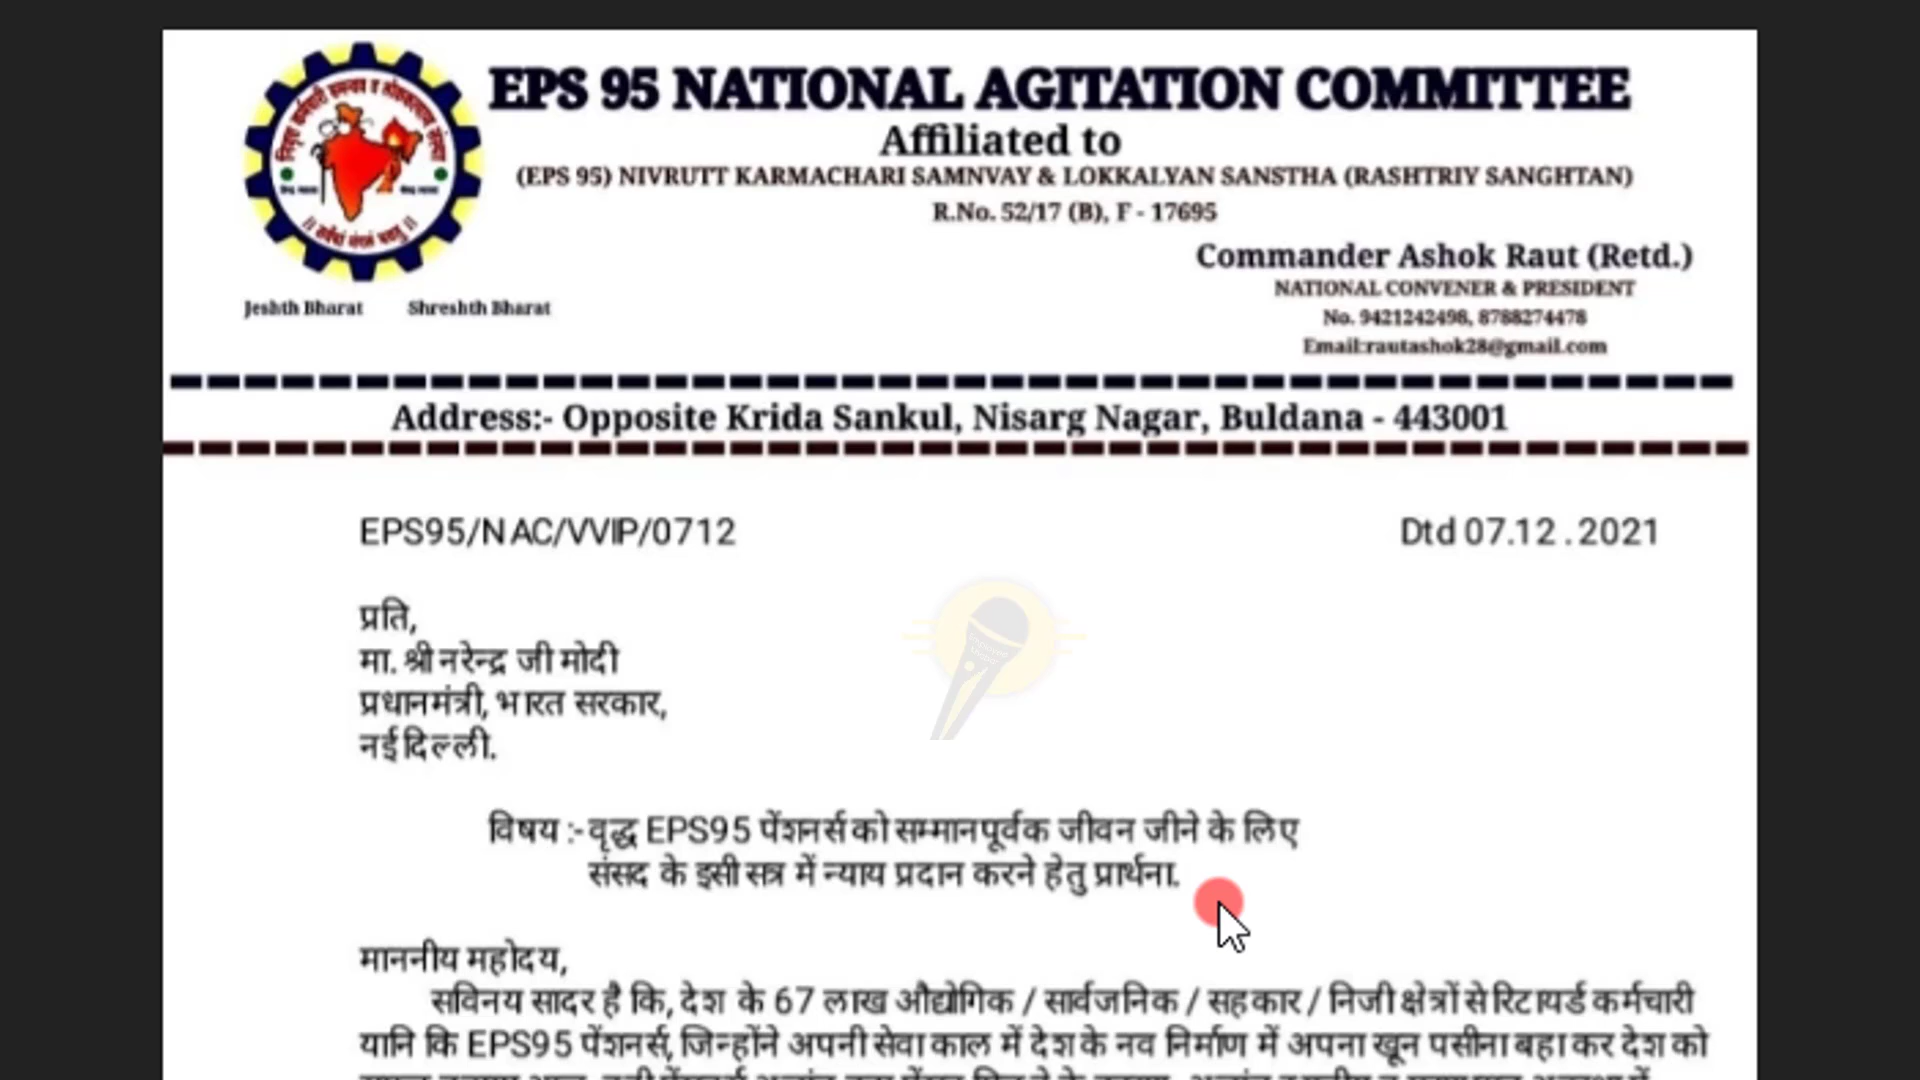 EPS 95 NATIONAL AGITATION COMMITTEE
Affiliated to
(EPS 95) NIVRUTT KARMACHARI SAMNVAY & LOKKALYAN SANSTHA (RASHTRIY SANGHTAN)
R.No. 52/17 (B), F - 17695
Commander Ashok Raut (Retd.)
NATIONAL CONVENER & PRESIDENT
No. 9421242498, 8788274478
Email:rautashok28@gmail.com
Jeshth Bharat Shreshth Bharat
Address:- Opposite Krida Sankul, Nisarg Nagar, Buldana - 443001
EPS95/NAC/VVIP/0712 Dtd 07.12.2021
प्रति,
मा. श्री नरेन्द्र जी मोदी
प्रधानमंत्री, भारत सरकार,
नई दिल्ली.
विषय :- वृद्ध EPS95 पेंशनर्स को सम्मानपूर्वक जीवन जीने के लिए
संसद के इसी सत्र में न्याय प्रदान करने हेतु प्रार्थना.
माननीय महोदय,
सविनय सादर है कि, देश के 67 लाख औद्योगिक / सार्वजनिक / सहकार / निजी क्षेत्रों से रिटायर्ड कर्मचारी
यानि कि EPS95 पेंशनर्स, जिन्होंने अपनी सेवा काल में देश के नव निर्माण में अपना खून पसीना बहा कर देश को